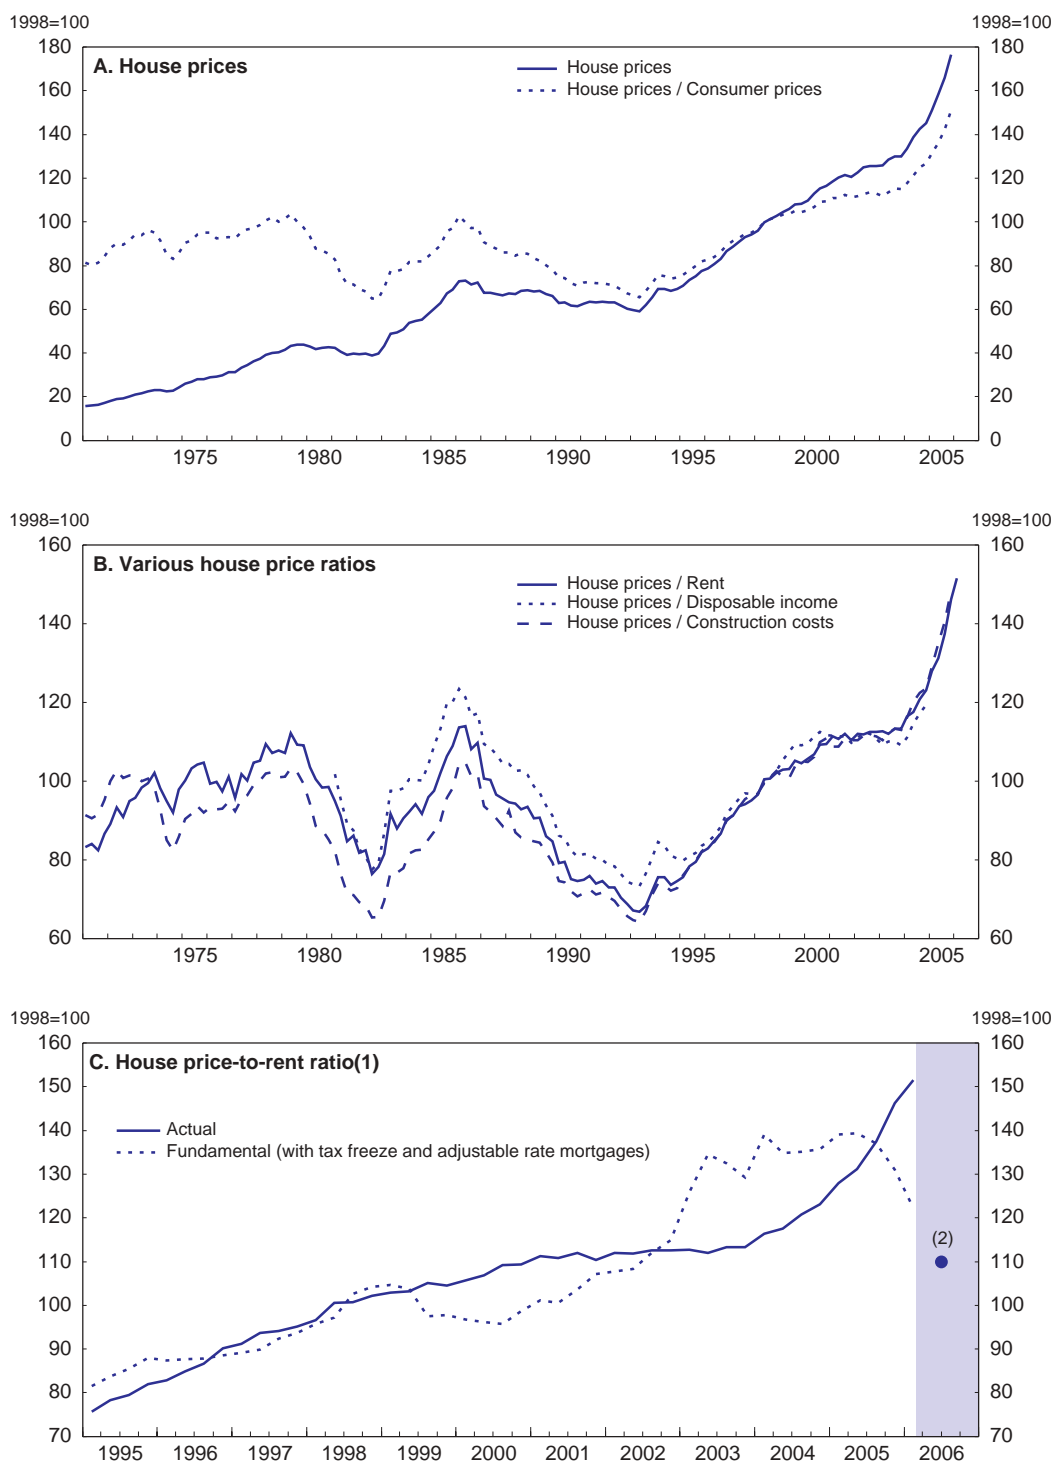 1998=100 1998=100
180 180
A. House prices
House prices
House prices / Consumer prices
160 160
140 140
120 120
100 100
80 80
60 60
40 40
20 20
0 0
1975 1980 1985 1990 1995 2000 2005
1998=100 1998=100
160 160
B. Various house price ratios
House prices / Rent
House prices / Disposable income
House prices / Construction costs
140 140
120 120
100 100
80 80
60 60
1975 1980 1985 1990 1995 2000 2005
1998=100 1998=100
160 160
C. House price-to-rent ratio(1)
150 150
Actual
140 140
Fundamental (with tax freeze and adjustable rate mortgages)
130 130
120 120
(2)
110 110
100 100
90 90
80 80
70 70
1995 1996 1997 1998 1999 2000 2001 2002 2003 2004 2005 2006